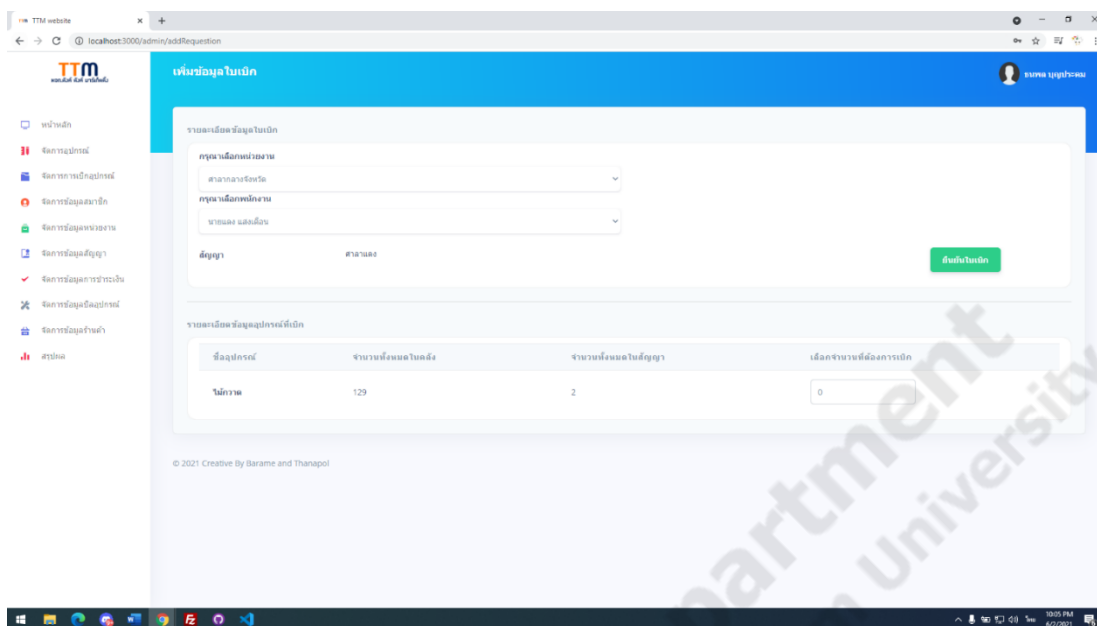 TTM website
localhost:3000/admin/addRequestion
TTM
เพิ่มข้อมูลใบเบิก
ธนพล บุญประคม
หน้าหลัก
จัดการอุปกรณ์
จัดการการเบิกอุปกรณ์
จัดการข้อมูลสมาชิก
จัดการข้อมูลหน่วยงาน
จัดการข้อมูลสัญญา
จัดการข้อมูลการชำระเงิน
จัดการข้อมูลยี่ห้ออุปกรณ์
จัดการข้อมูลร้านค้า
สรุปผล
รายละเอียดข้อมูลใบเบิก
กรุณาเลือกหน่วยงาน
ศาลากลางจังหวัด
กรุณาเลือกพนักงาน
นายแดง แสงเดือน
สัญญา ศาลาแดง
ยืนยันใบเบิก
รายละเอียดข้อมูลอุปกรณ์ที่เบิก
ชื่ออุปกรณ์ จำนวนทั้งหมดในคลัง จำนวนทั้งหมดในสัญญา เลือกจำนวนที่ต้องการเบิก
ไม้กวาด 129 2 0
© 2021 Creative By Barame and Thanapol
partment
University
10:05 PM
6/2/2021